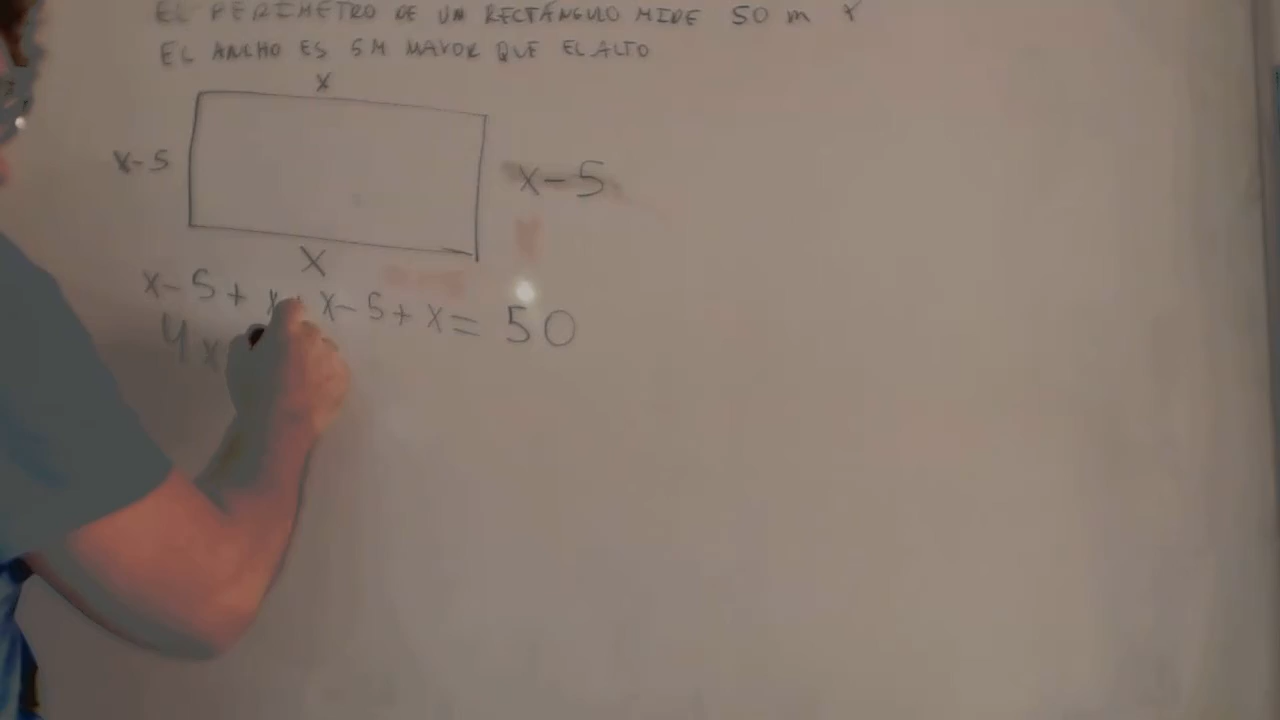 EL PERIMETRO DE UN RECTÁNGULO MIDE 50 m Y
EL ANCHO ES 5M MAYOR QUE EL ALTO
x
x-5
x-5
x
x-5+ x+ x-5+x= 50
4x